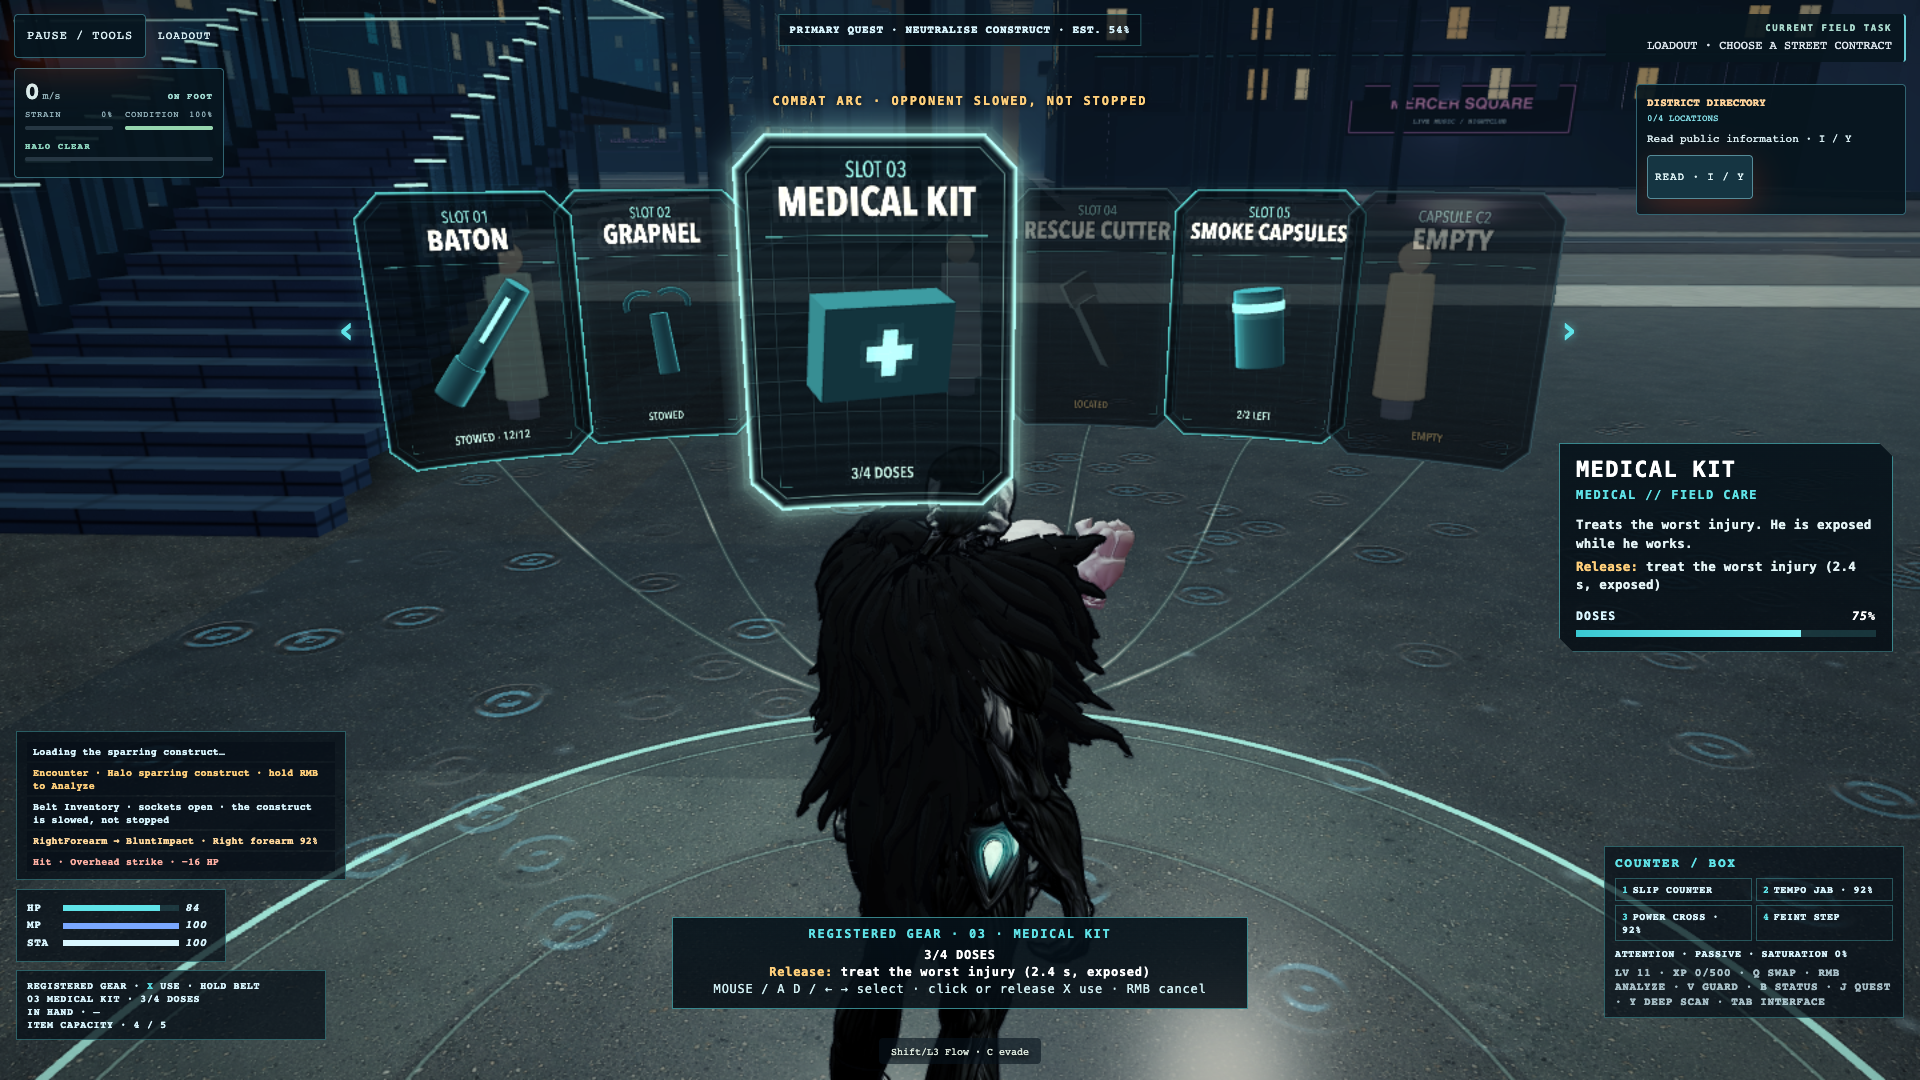 PAUSE / TOOLS
LOADOUT
PRIMARY QUEST · NEUTRALISE CONSTRUCT · EST. 54%
CURRENT FIELD TASK
LOADOUT · CHOOSE A STREET CONTRACT
0 m/s
ON FOOT
STRAIN 0%
CONDITION 100%
HALO CLEAR
COMBAT ARC · OPPONENT SLOWED, NOT STOPPED
MERCER SQUARE
LIVE MUSIC / NIGHTCLUB
DISTRICT DIRECTORY
0/4 LOCATIONS
Read public information · I / Y
READ · I / Y
SLOT 01
BATON
STOWED · 12/12
SLOT 02
GRAPNEL
STOWED
SLOT 03
MEDICAL KIT
3/4 DOSES
SLOT 04
RESCUE CUTTER
LOCATED
SLOT 05
SMOKE CAPSULES
2/2 LEFT
CAPSULE C2
EMPTY
EMPTY
‹
›
MEDICAL KIT
MEDICAL // FIELD CARE
Treats the worst injury. He is exposed
while he works.
Release: treat the worst injury (2.4
s, exposed)
DOSES 75%
Loading the sparring construct…
Encounter · Halo sparring construct · hold RMB
to Analyze
Belt Inventory · sockets open · the construct
is slowed, not stopped
RightForearm → BluntImpact · Right forearm 92%
Hit · Overhead strike · −16 HP
HP 84
MP 100
STA 100
REGISTERED GEAR · X USE · HOLD BELT
03 MEDICAL KIT · 3/4 DOSES
IN HAND · —
ITEM CAPACITY · 4 / 5
REGISTERED GEAR · 03 · MEDICAL KIT
3/4 DOSES
Release: treat the worst injury (2.4 s, exposed)
MOUSE / A D / ← → select · click or release X use · RMB cancel
Shift/L3 Flow · C evade
COUNTER / BOX
1 SLIP COUNTER
2 TEMPO JAB · 92%
3 POWER CROSS ·
92%
4 FEINT STEP
ATTENTION · PASSIVE · SATURATION 0%
LV 11 · XP 0/500 · Q SWAP · RMB
ANALYZE · V GUARD · B STATUS · J QUEST
· Y DEEP SCAN · TAB INTERFACE